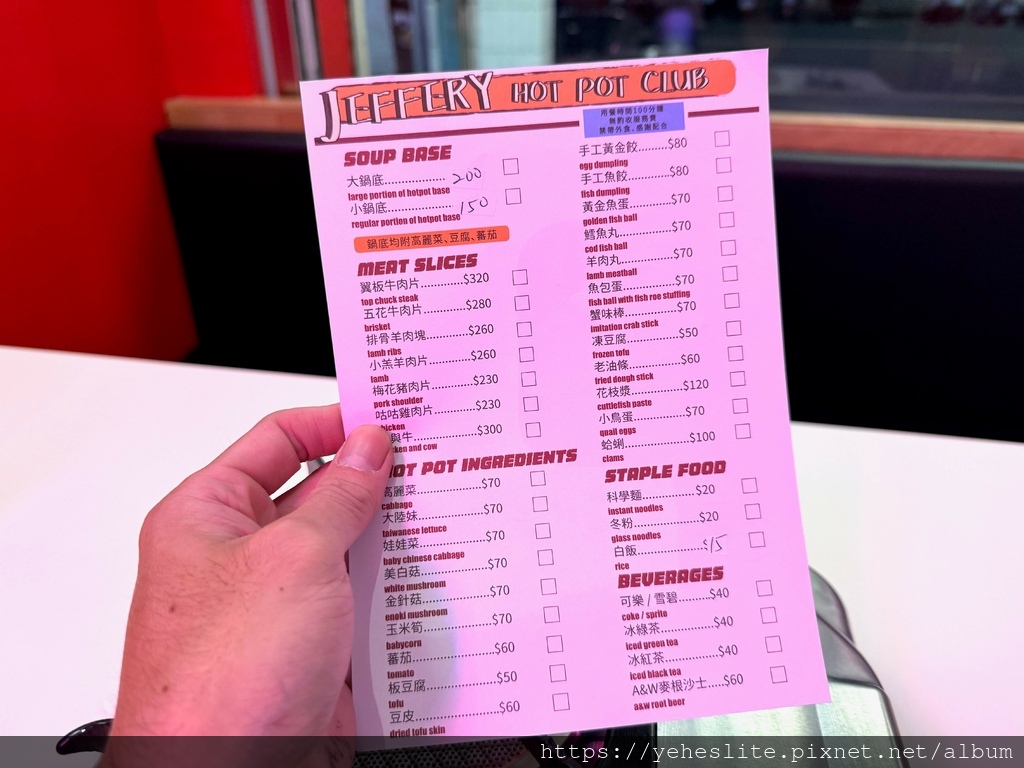 JEFFERY HOT POT CLUB
用餐時間100分鐘
無酌收服務費
禁帶外食,感謝配合
SOUP BASE
大鍋底.................. 200
large portion of hotpot base
小鍋底.................... 150
regular portion of hotpot base
鍋底均附高麗菜、豆腐、番茄
MEAT SLICES
翼板牛肉片............$320
top chuck steak
五花牛肉片............$280
brisket
排骨羊肉塊............$260
lamb ribs
小羔羊肉片............$260
lamb
梅花豬肉片............$230
pork shoulder
咕咕雞肉片............$230
hicken
與牛.................$300
cken and cow
HOT POT INGREDIENTS
高麗菜..................$70
cabbage
大陸妹..................$70
taiwanese lettuce
娃娃菜..................$70
baby chinese cabbage
美白菇..................$70
white mushroom
金針菇..................$70
enoki mushroom
玉米筍..................$70
babycorn
蕃茄.....................$60
tomato
板豆腐..................$50
tofu
豆皮.....................$60
dried tofu skin
手工黃金餃.........$80
egg dumpling
手工魚餃............$80
fish dumpling
黃金魚蛋............$70
golden fish ball
鱈魚丸...............$70
cod fish ball
羊肉丸...............$70
lamb meatball
魚包蛋...............$70
fish ball with fish roe stuffing
蟹味棒...............$70
imitation crab stick
凍豆腐...............$50
frozen tofu
老油條...............$60
fried dough stick
花枝漿...............$120
cuttlefish paste
小鳥蛋...............$70
quail eggs
蛤蜊..................$100
clams
STAPLE FOOD
科學麵...............$20
instant noodles
冬粉..................$20
glass noodles
白飯..................$15
rice
BEVERAGES
可樂 / 雪碧.........$40
coke / sprite
冰綠茶...............$40
iced green tea
冰紅茶...............$40
iced black tea
A&W麥根沙士.....$60
a&w root beer
https://yeheslite.pixnet.net/album